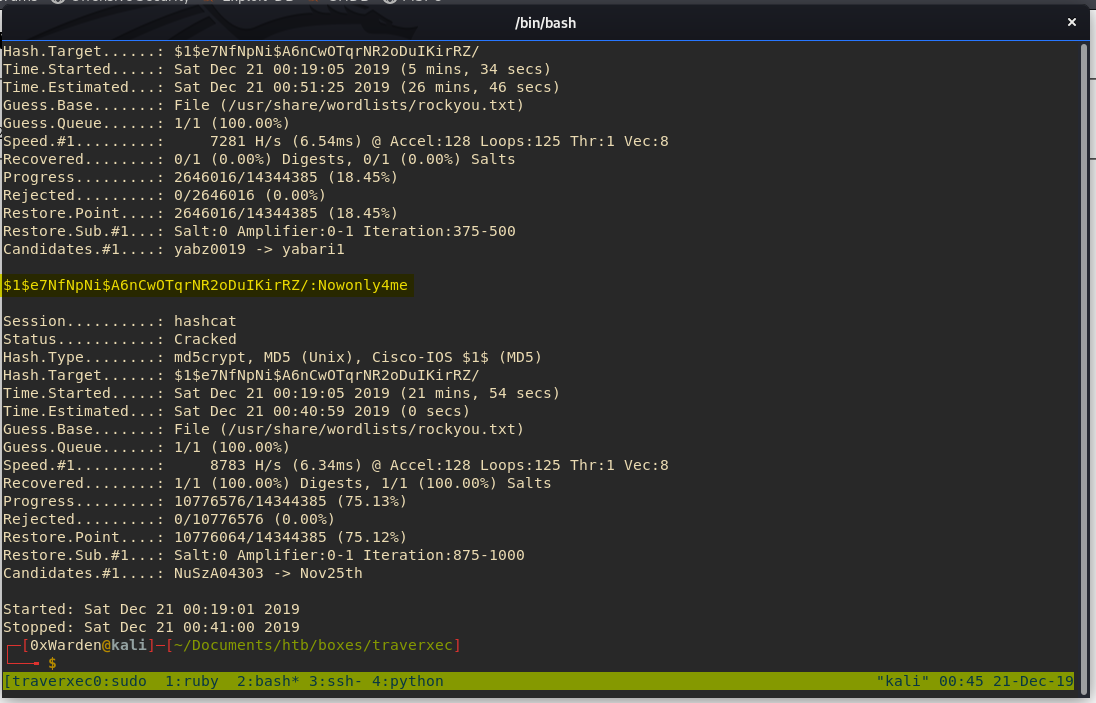 /bin/bash
Hash.Target......: $1$e7NfNpNi$A6nCwOTqrNR2oDuIKirRZ/
Time.Started.....: Sat Dec 21 00:19:05 2019 (5 mins, 34 secs)
Time.Estimated...: Sat Dec 21 00:51:25 2019 (26 mins, 46 secs)
Guess.Base.......: File (/usr/share/wordlists/rockyou.txt)
Guess.Queue......: 1/1 (100.00%)
Speed.#1.........:     7281 H/s (6.54ms) @ Accel:128 Loops:125 Thr:1 Vec:8
Recovered........: 0/1 (0.00%) Digests, 0/1 (0.00%) Salts
Progress.........: 2646016/14344385 (18.45%)
Rejected.........: 0/2646016 (0.00%)
Restore.Point....: 2646016/14344385 (18.45%)
Restore.Sub.#1...: Salt:0 Amplifier:0-1 Iteration:375-500
Candidates.#1....: yabz0019 -> yabari1
$1$e7NfNpNi$A6nCwOTqrNR2oDuIKirRZ/:Nowonly4me
Session..........: hashcat
Status...........: Cracked
Hash.Type........: md5crypt, MD5 (Unix), Cisco-IOS $1$ (MD5)
Hash.Target......: $1$e7NfNpNi$A6nCwOTqrNR2oDuIKirRZ/
Time.Started.....: Sat Dec 21 00:19:05 2019 (21 mins, 54 secs)
Time.Estimated...: Sat Dec 21 00:40:59 2019 (0 secs)
Guess.Base.......: File (/usr/share/wordlists/rockyou.txt)
Guess.Queue......: 1/1 (100.00%)
Speed.#1.........:     8783 H/s (6.34ms) @ Accel:128 Loops:125 Thr:1 Vec:8
Recovered........: 1/1 (100.00%) Digests, 1/1 (100.00%) Salts
Progress.........: 10776576/14344385 (75.13%)
Rejected.........: 0/10776576 (0.00%)
Restore.Point....: 10776064/14344385 (75.12%)
Restore.Sub.#1...: Salt:0 Amplifier:0-1 Iteration:875-1000
Candidates.#1....: NuSzA04303 -> Nov25th
Started: Sat Dec 21 00:19:01 2019
Stopped: Sat Dec 21 00:41:00 2019
┌─[0xWarden@kali]─[~/Documents/htb/boxes/traverxec]
└──╼ $
[traverxec0:sudo  1:ruby  2:bash* 3:ssh- 4:python "kali" 00:45 21-Dec-19